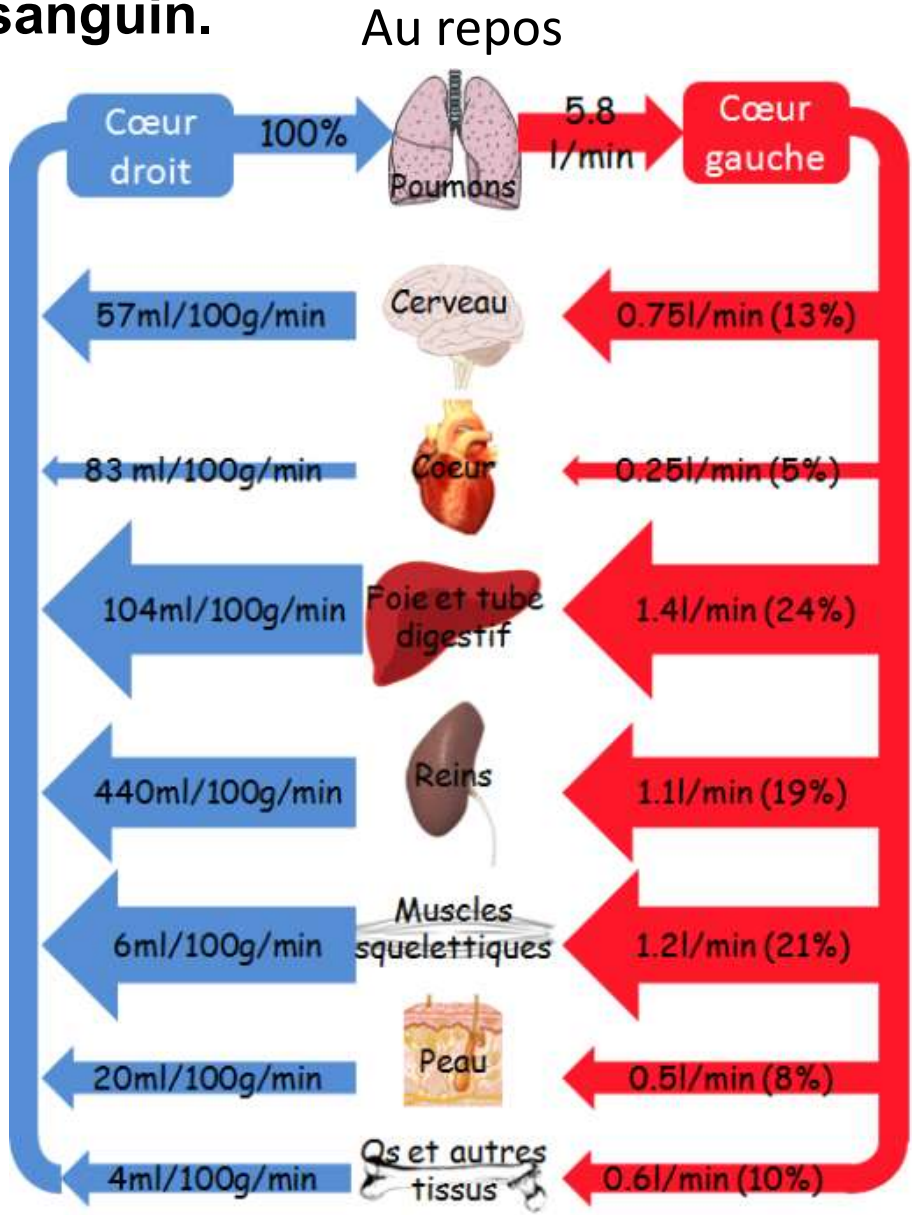 sanguin.
Au repos
Cœur
droit
100%
Poumons
5.8
l/min
Cœur
gauche
57ml/100g/min
Cerveau
0.75l/min (13%)
83 ml/100g/min
Coeur
0.25l/min (5%)
104ml/100g/min
Foie et tube
digestif
1.4l/min (24%)
440ml/100g/min
Reins
1.1l/min (19%)
6ml/100g/min
Muscles
squelettiques
1.2l/min (21%)
20ml/100g/min
Peau
0.5l/min (8%)
4ml/100g/min
Os et autres
tissus
0.6l/min (10%)